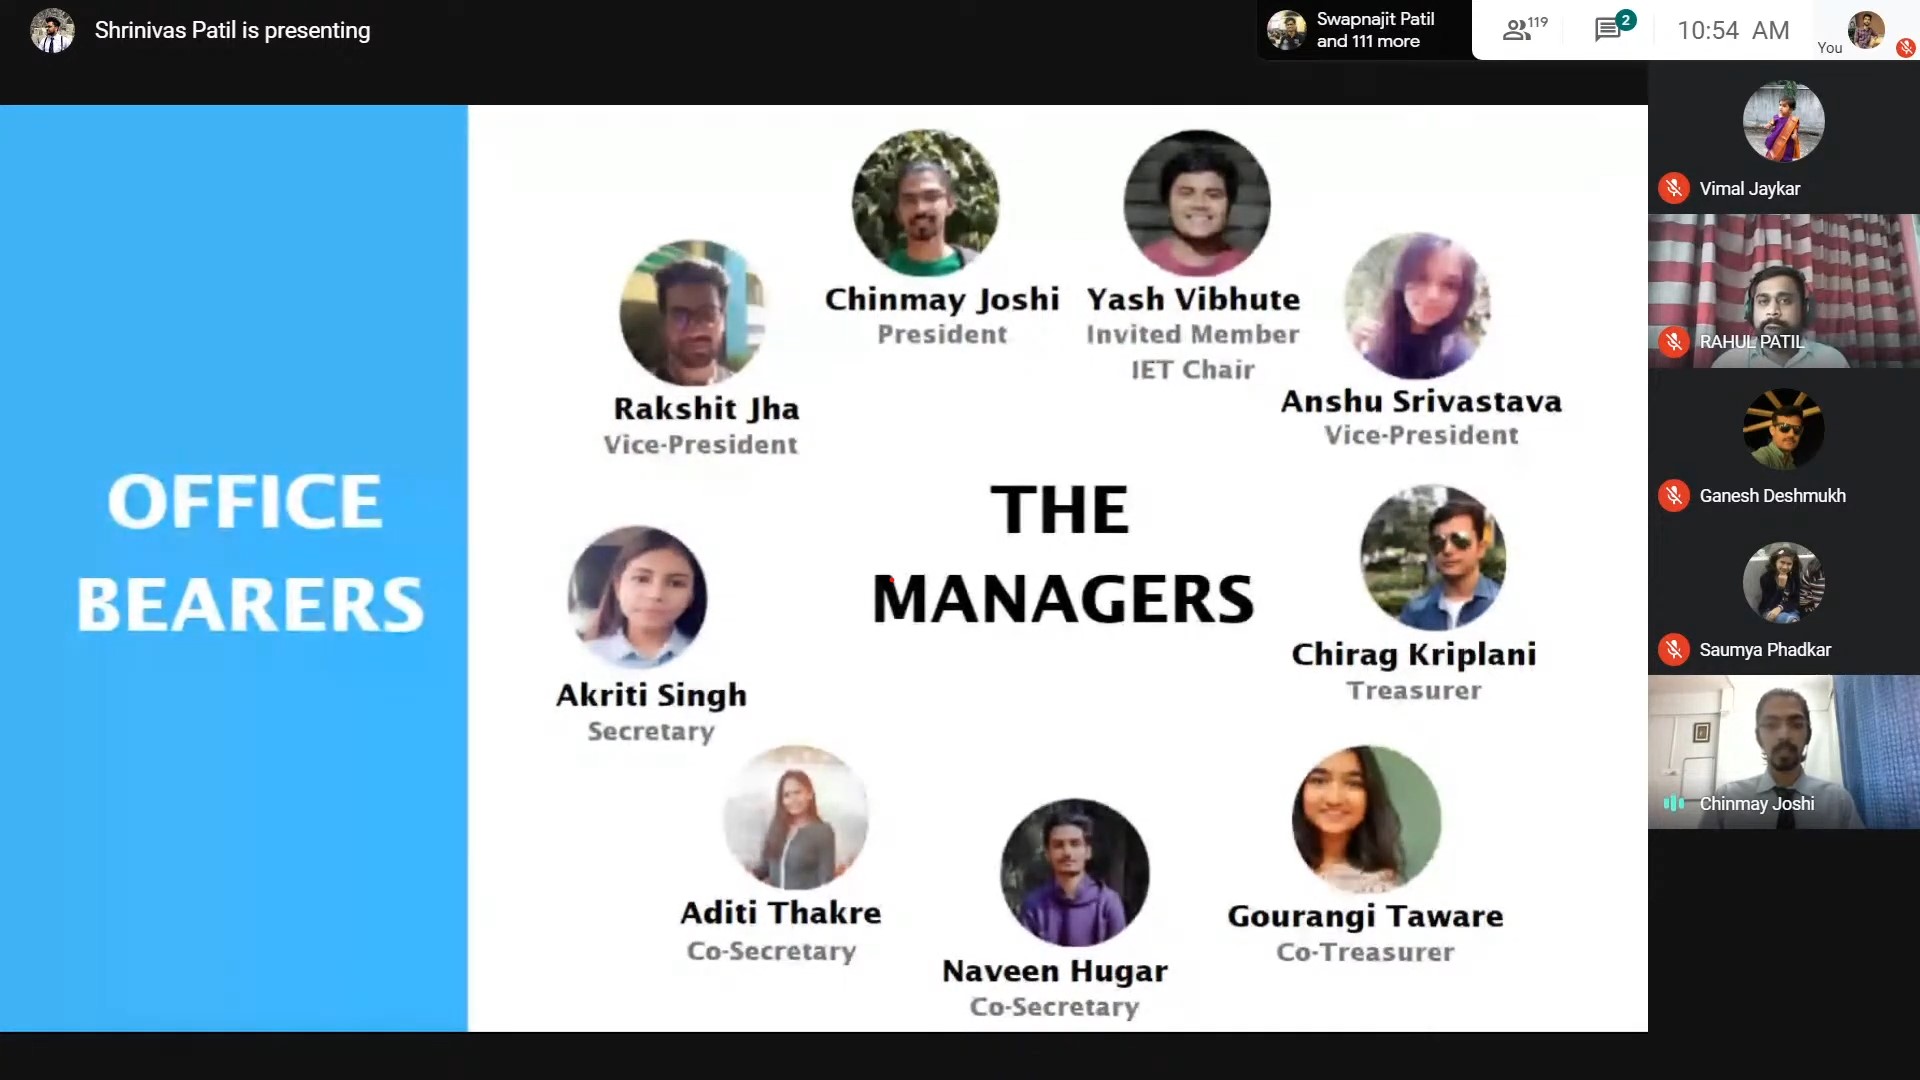 Shrinivas Patil is presenting
Swapnajit Patil
and 111 more
119
2
10:54 AM
You
OFFICE
BEARERS
Chinmay Joshi
President
Yash Vibhute
Invited Member
IET Chair
Rakshit Jha
Vice-President
Anshu Srivastava
Vice-President
THE
MANAGERS
Akriti Singh
Secretary
Chirag Kriplani
Treasurer
Aditi Thakre
Co-Secretary
Naveen Hugar
Co-Secretary
Gourangi Taware
Co-Treasurer
Vimal Jaykar
RAHUL PATIL
Ganesh Deshmukh
Saumya Phadkar
Chinmay Joshi